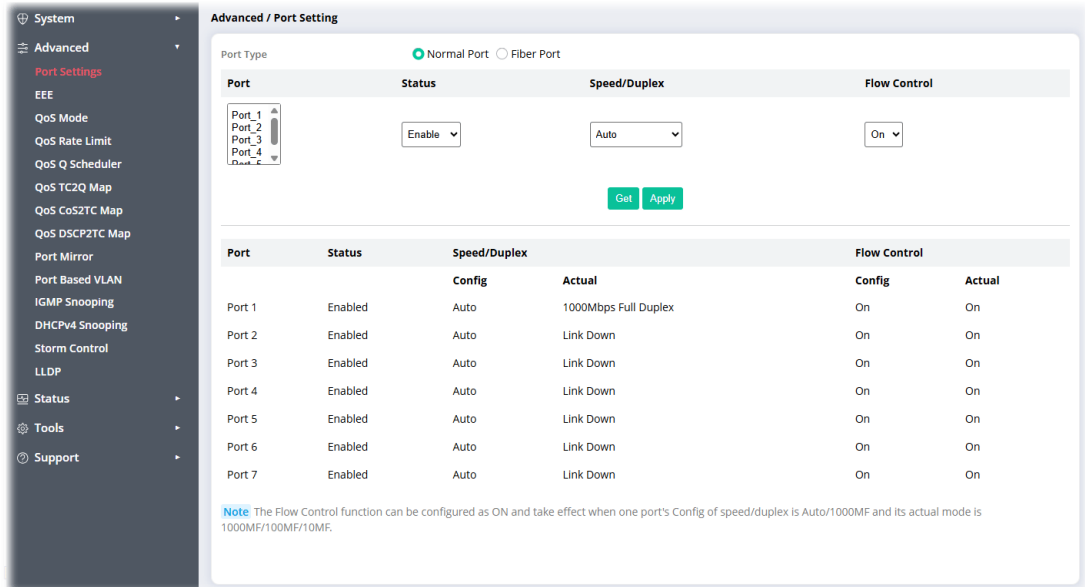 System
Advanced
Port Settings
EEE
QoS Mode
QoS Rate Limit
QoS Q Scheduler
QoS TC2Q Map
QoS CoS2TC Map
QoS DSCP2TC Map
Port Mirror
Port Based VLAN
IGMP Snooping
DHCPv4 Snooping
Storm Control
LLDP
Status
Tools
Support
Advanced / Port Setting
Port Type Normal Port Fiber Port
Port Status Speed/Duplex Flow Control
Port_1
Port_2
Port_3
Port_4
Port_5
Enable Auto On
Get Apply
Port Status Speed/Duplex Flow Control
Config Actual Config Actual
Port 1 Enabled Auto 1000Mbps Full Duplex On On
Port 2 Enabled Auto Link Down On On
Port 3 Enabled Auto Link Down On On
Port 4 Enabled Auto Link Down On On
Port 5 Enabled Auto Link Down On On
Port 6 Enabled Auto Link Down On On
Port 7 Enabled Auto Link Down On On
Note The Flow Control function can be configured as ON and take effect when one port's Config of speed/duplex is Auto/1000MF and its actual mode is
1000MF/100MF/10MF.